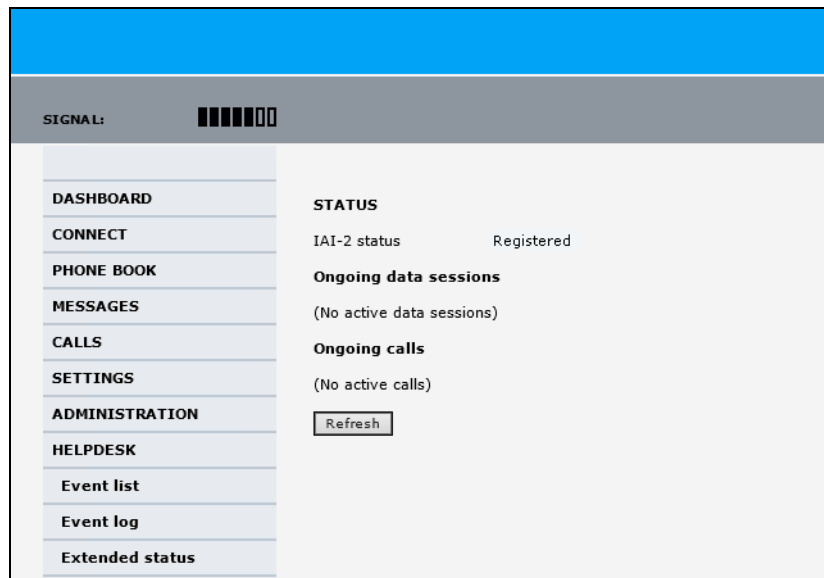 SIGNAL:
DASHBOARD
CONNECT
PHONE BOOK
MESSAGES
CALLS
SETTINGS
ADMINISTRATION
HELPDESK
Event list
Event log
Extended status
STATUS
IAI-2 status Registered
Ongoing data sessions
(No active data sessions)
Ongoing calls
(No active calls)
Refresh